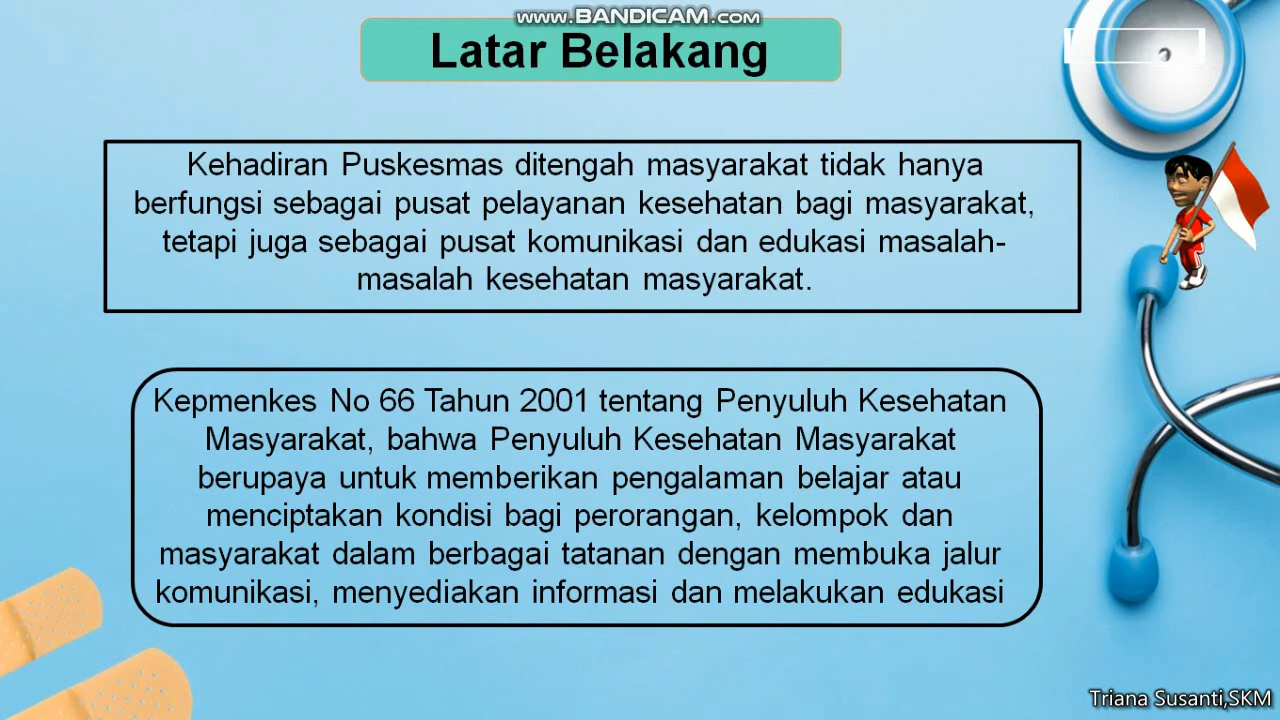 www.BANDICAM.com
Latar Belakang
Kehadiran Puskesmas ditengah masyarakat tidak hanya
berfungsi sebagai pusat pelayanan kesehatan bagi masyarakat,
tetapi juga sebagai pusat komunikasi dan edukasi masalah-
masalah kesehatan masyarakat.
Kepmenkes No 66 Tahun 2001 tentang Penyuluh Kesehatan
Masyarakat, bahwa Penyuluh Kesehatan Masyarakat
berupaya untuk memberikan pengalaman belajar atau
menciptakan kondisi bagi perorangan, kelompok dan
masyarakat dalam berbagai tatanan dengan membuka jalur
komunikasi, menyediakan informasi dan melakukan edukasi
Triana Susanti,SKM